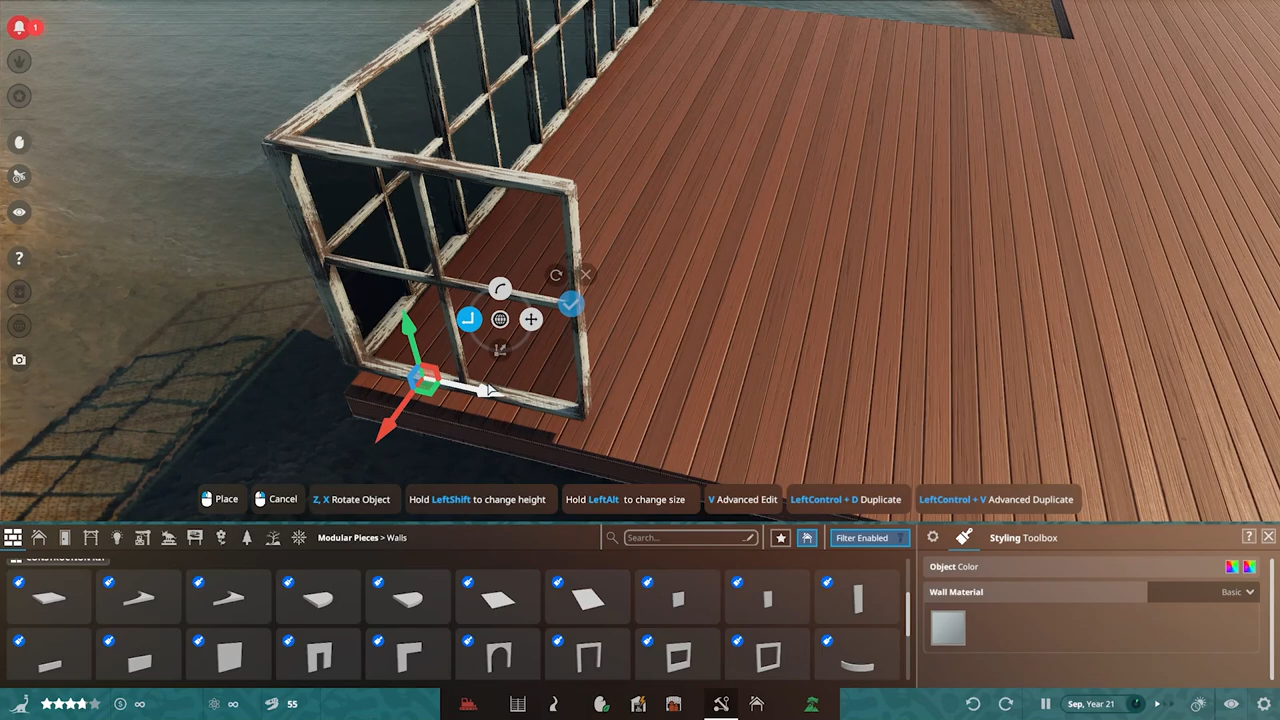 1
?
Place
Cancel
Z, X Rotate Object
Hold LeftShift to change height
Hold LeftAlt to change size
V Advanced Edit
LeftControl + D Duplicate
LeftControl + V Advanced Duplicate
Modular Pieces > Walls
Search...
Filter Enabled
Styling Toolbox
?
Object Color
Wall Material
Basic
∞
∞
55
Sep, Year 21